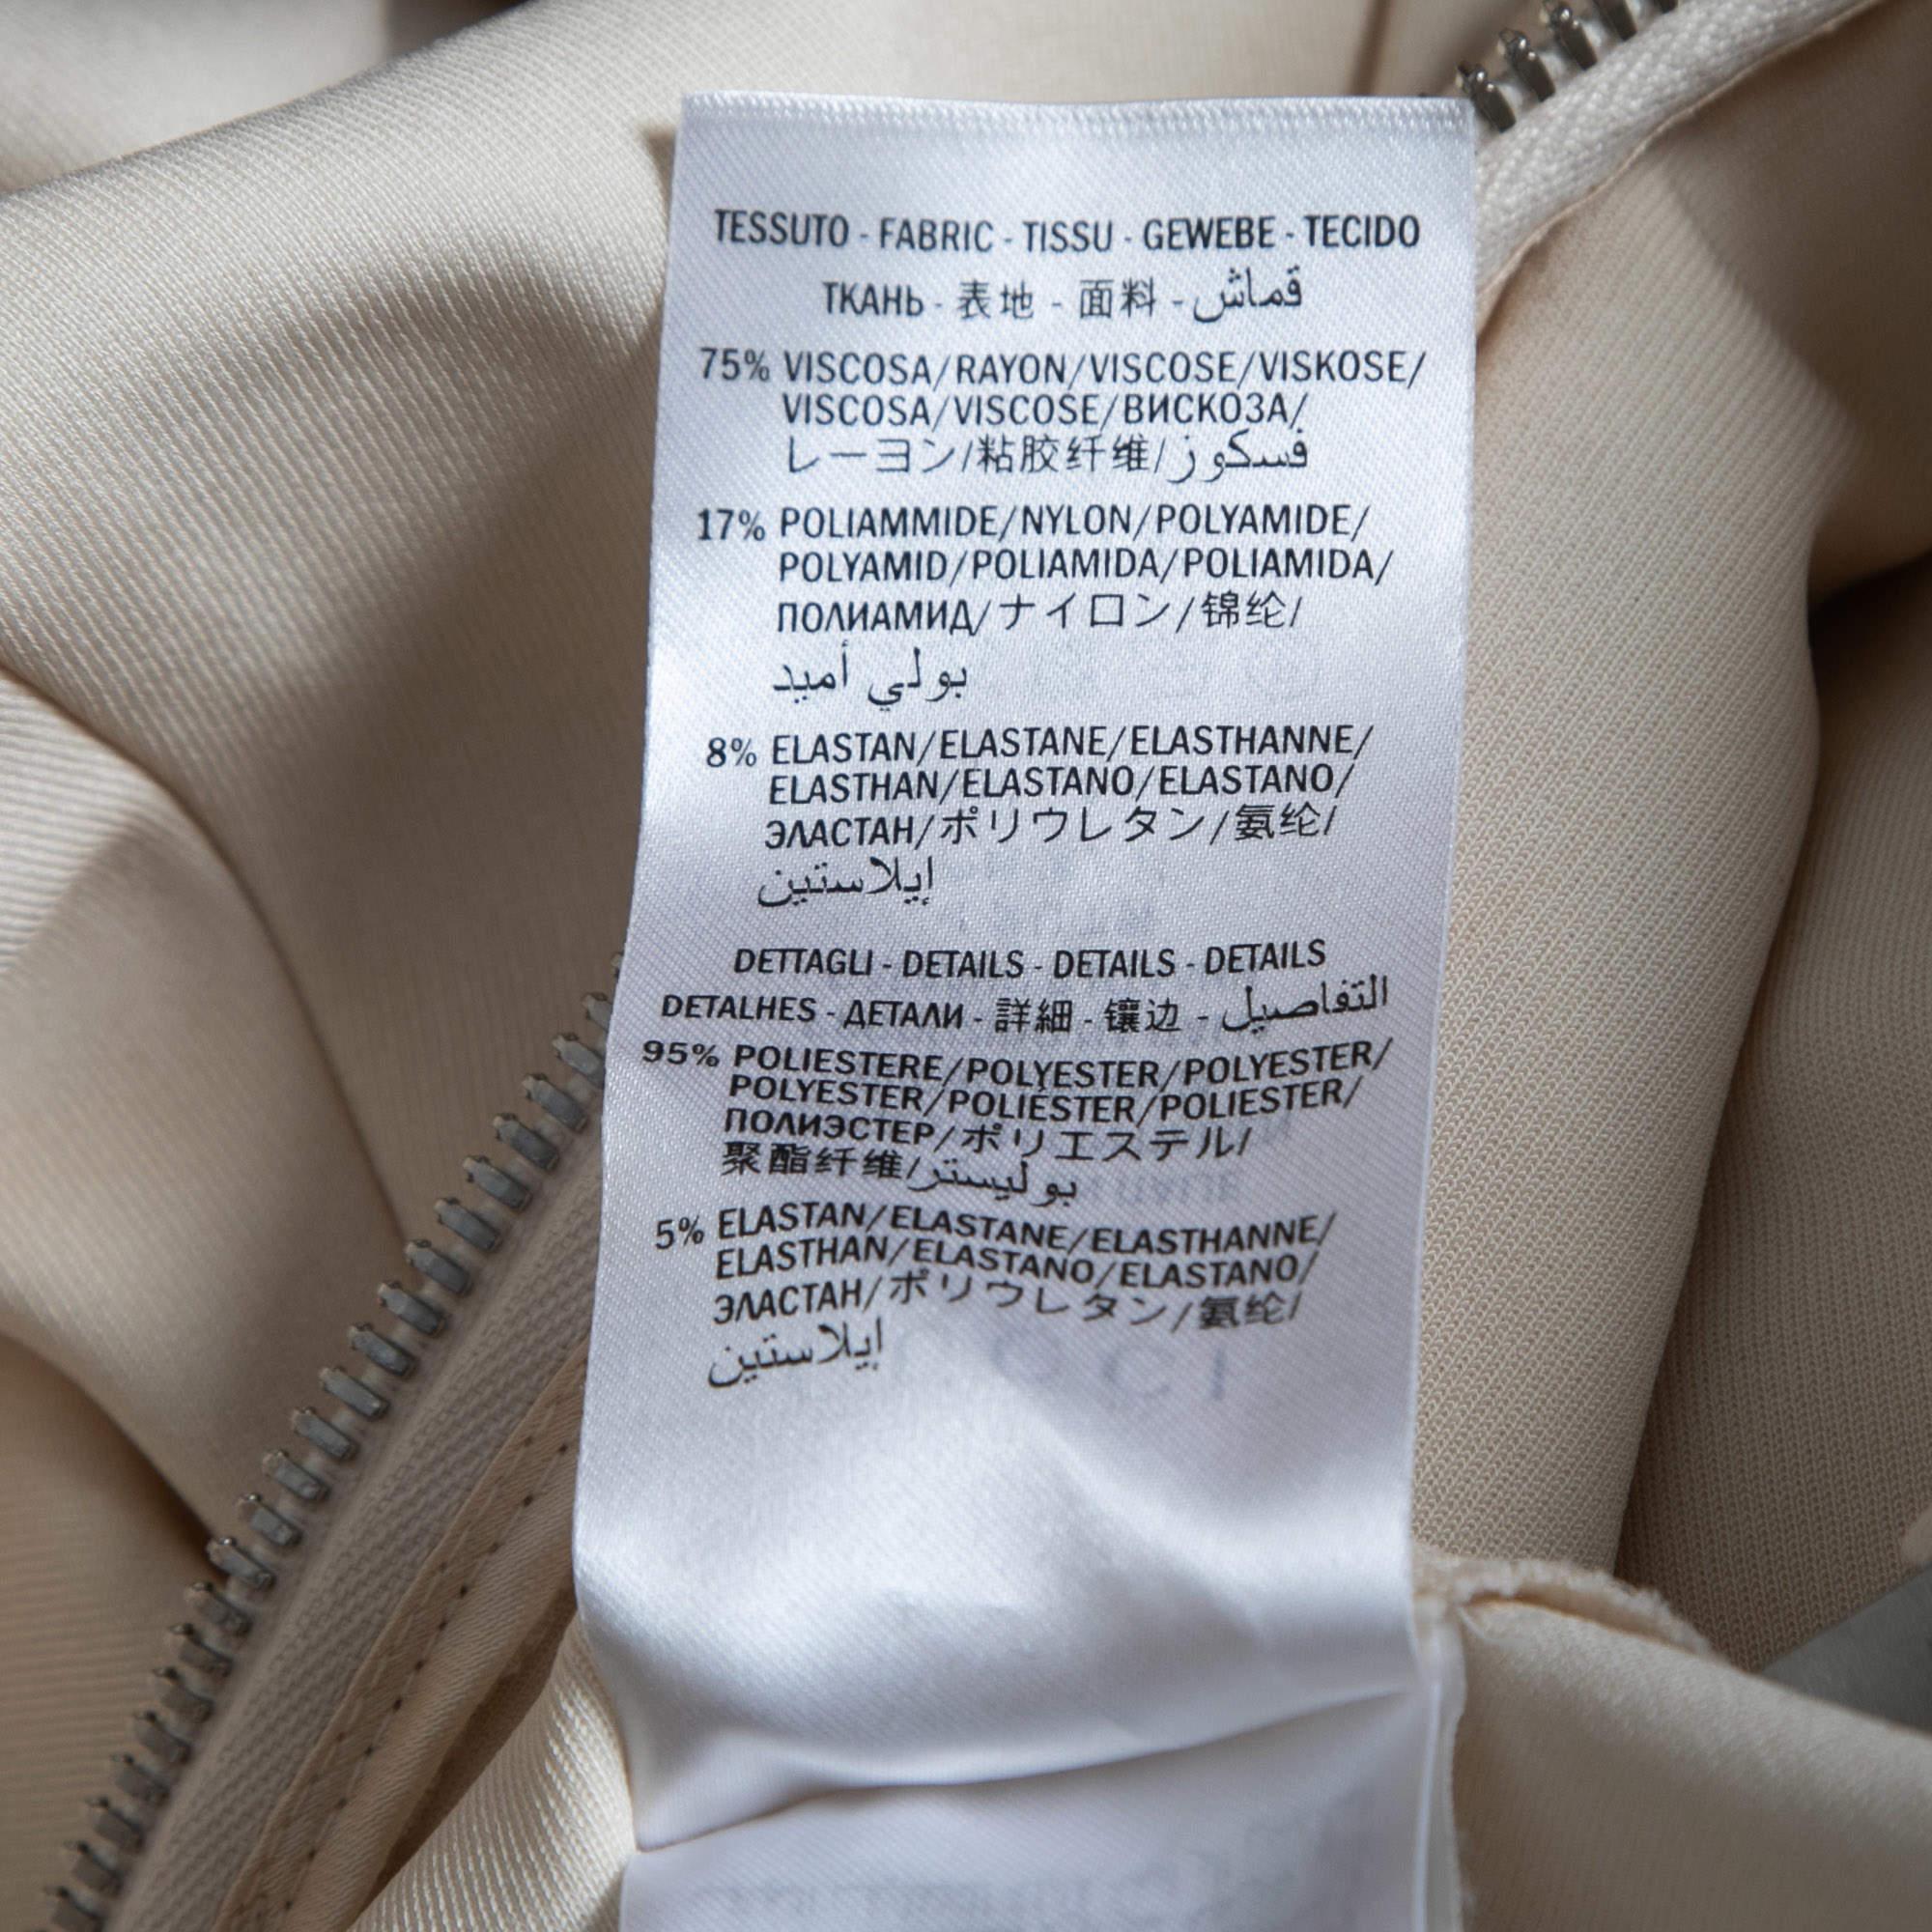 TESSUTO - FABRIC - TISSU - GEWEBE - TECIDO
ТКАНЬ - 表地 - 面料 - قماش
75% VISCOSA/RAYON/VISCOSE/VISKOSE/
VISCOSA/VISCOSE/ВИСКОЗА/
レーヨン/粘胶纤维/فسكوز
17% POLIAMMIDE/NYLON/POLYAMIDE/
POLYAMID/POLIAMIDA/POLIAMIDA/
ПОЛИАМИД/ナイロン/锦纶/
بولي أميد
8% ELASTAN/ELASTANE/ELASTHANNE/
ELASTHAN/ELASTANO/ELASTANO/
ЭЛАСТАН/ポリウレタン/氨纶/
إيلاستين
DETTAGLI - DETAILS - DETAILS - DETAILS
DETALHES - ДЕТАЛИ - 詳細 - 镶边 - التفاصيل
95% POLIESTERE/POLYESTER/POLYESTER/
POLYESTER/POLIÉSTER/POLIESTER/
ПОЛИЭСТЕР/ポリエステル/
聚酯纤维/بوليستر
5% ELASTAN/ELASTANE/ELASTHANNE/
ELASTHAN/ELASTANO/ELASTANO/
ЭЛАСТАН/ポリウレタン/氨纶/
إيلاستين